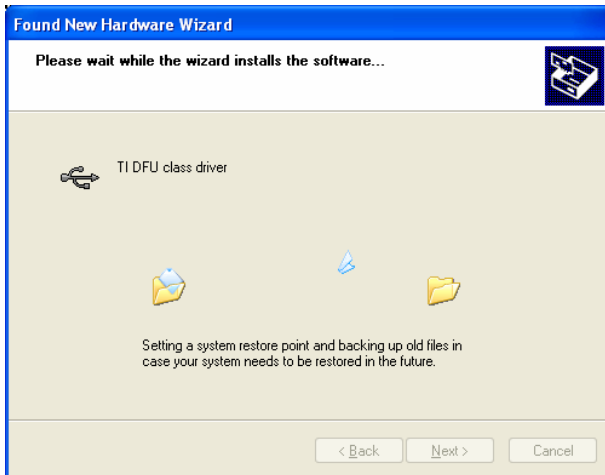 Found New Hardware Wizard
Please wait while the wizard installs the software...
TI DFU class driver
Setting a system restore point and backing up old files in
case your system needs to be restored in the future.
< Back
Next >
Cancel